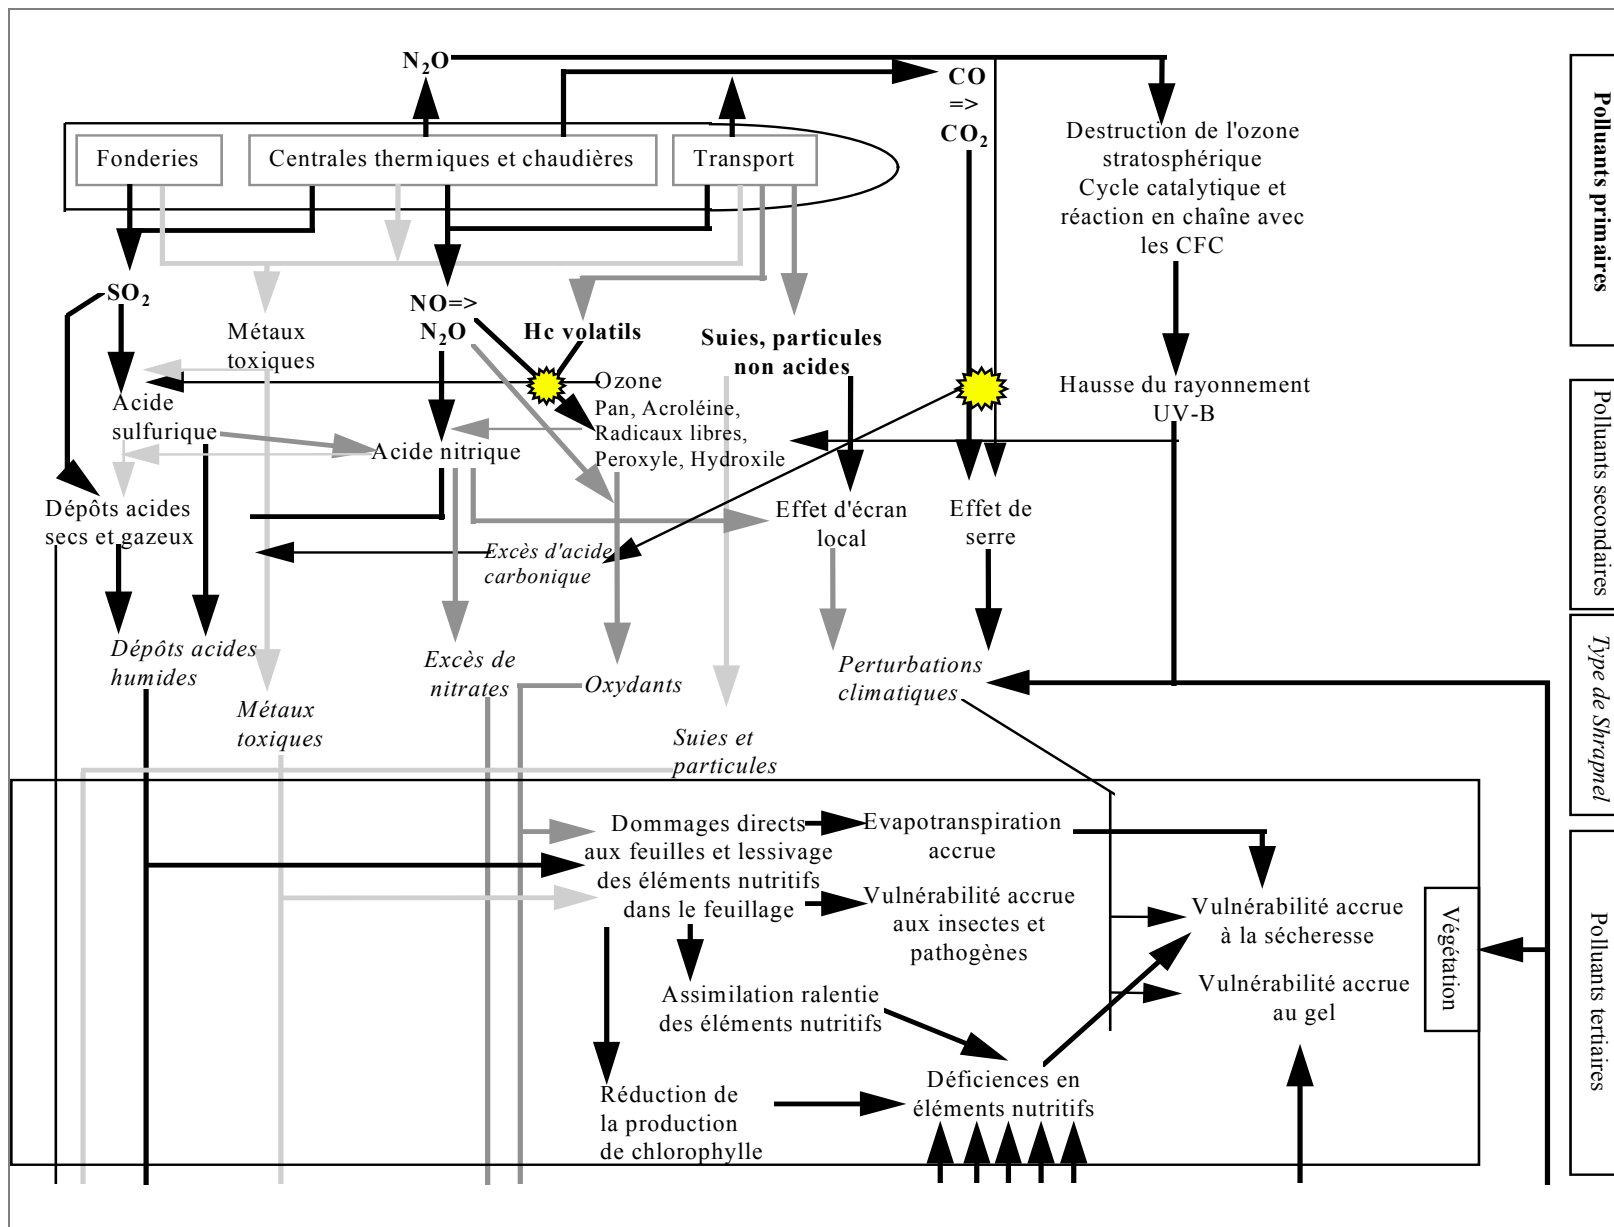 N₂O
CO
=>
CO₂
Fonderies
Centrales thermiques et chaudières
Transport
Destruction de l'ozone
stratosphérique
Cycle catalytique et
réaction en chaîne avec
les CFC
Polluants primaires
SO₂
Métaux
toxiques
NO=>
N₂O
Hc volatils
Suies, particules
non acides
Hausse du rayonnement
UV-B
Acide
sulfurique
Ozone
Pan, Acroléine,
Radicaux libres,
Peroxyle, Hydroxile
Acide nitrique
Polluants secondaires
Dépôts acides
secs et gazeux
Excès d'acide
carbonique
Effet d'écran
local
Effet de
serre
Dépôts acides
humides
Métaux
toxiques
Excès de
nitrates
Oxydants
Suies et
particules
Perturbations
climatiques
Type de Shrapnel
Dommages directs
aux feuilles et lessivage
des éléments nutritifs
dans le feuillage
Evapotranspiration
accrue
Vulnérabilité accrue
aux insectes et
pathogènes
Vulnérabilité accrue
à la sécheresse
Vulnérabilité accrue
au gel
Végétation
Assimilation ralentie
des éléments nutritifs
Réduction de
la production
de chlorophylle
Déficiences en
éléments nutritifs
Polluants tertiaires